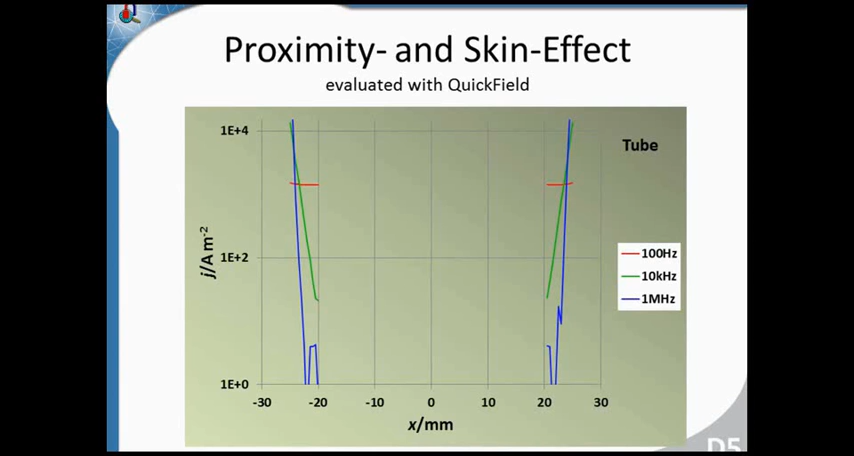 Proximity- and Skin-Effect
evaluated with QuickField
1E+4
Tube
j/A m-2
1E+2
100Hz
10kHz
1MHz
1E+0
-30 -20 -10 0 10 20 30
x/mm
D5